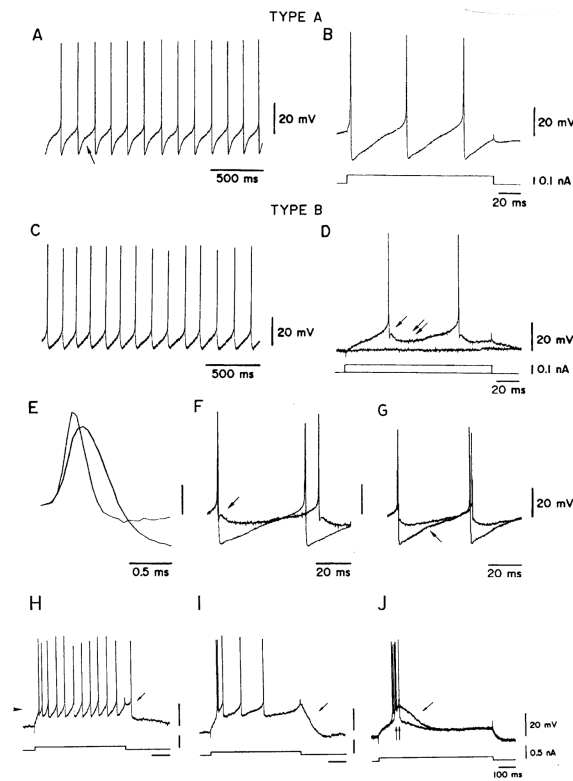 TYPE A
A
B
20 mV
20 mV
500 ms
0.1 nA
20 ms
TYPE B
C
D
20 mV
20 mV
500 ms
0.1 nA
20 ms
E
F
G
20 mV
0.5 ms
20 ms
20 ms
H
I
J
20 mV
0.5 nA
100 ms